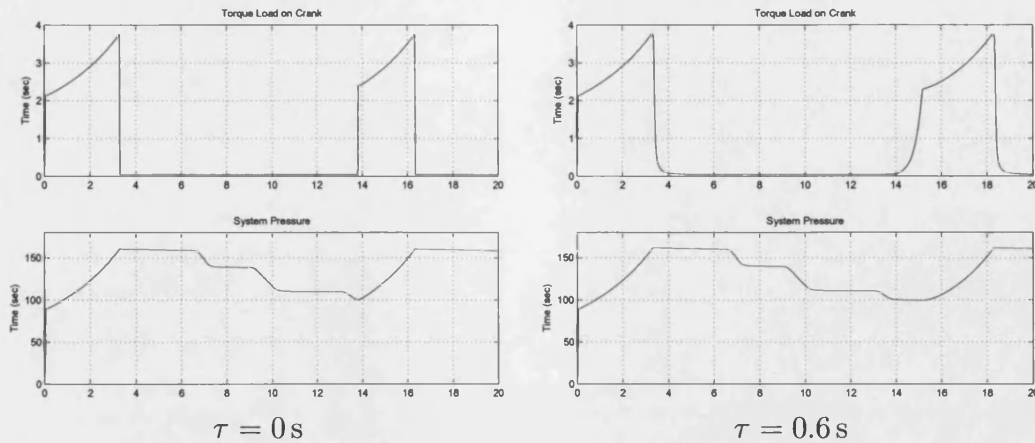 Torque Load on Crank
Time (sec)
4
3
2
1
0
0 2 4 6 8 10 12 14 16 18 20
System Pressure
Time (sec)
150
100
50
0
0 2 4 6 8 10 12 14 16 18 20
τ = 0 s
Torque Load on Crank
Time (sec)
4
3
2
1
0
0 2 4 6 8 10 12 14 16 18 20
System Pressure
Time (sec)
150
100
50
0
0 2 4 6 8 10 12 14 16 18 20
τ = 0.6 s